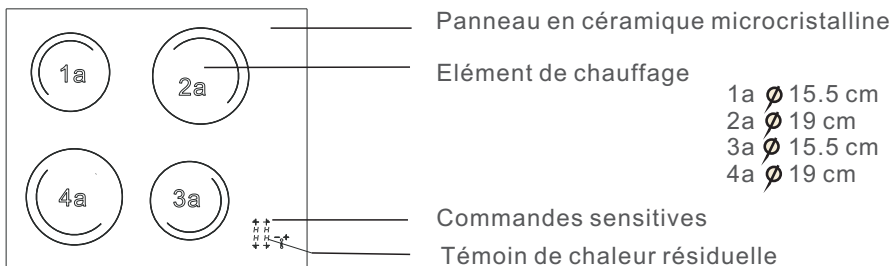 Panneau en céramique microcristalline
1a
2a
Elément de chauffage
1a Ø 15.5 cm
2a Ø 19 cm
3a Ø 15.5 cm
4a Ø 19 cm
4a
3a
Commandes sensitives
H H
H H
- +
Témoin de chaleur résiduelle